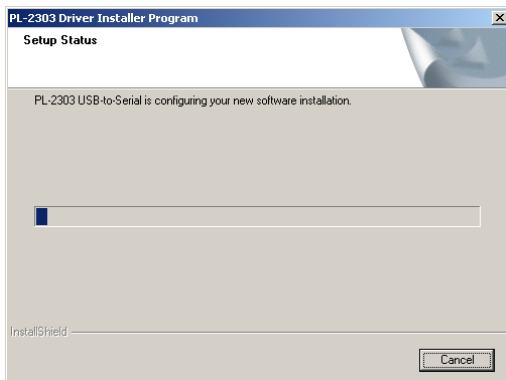 PL-2303 Driver Installer Program
Setup Status
PL-2303 USB-to-Serial is configuring your new software installation.
InstallShield
Cancel